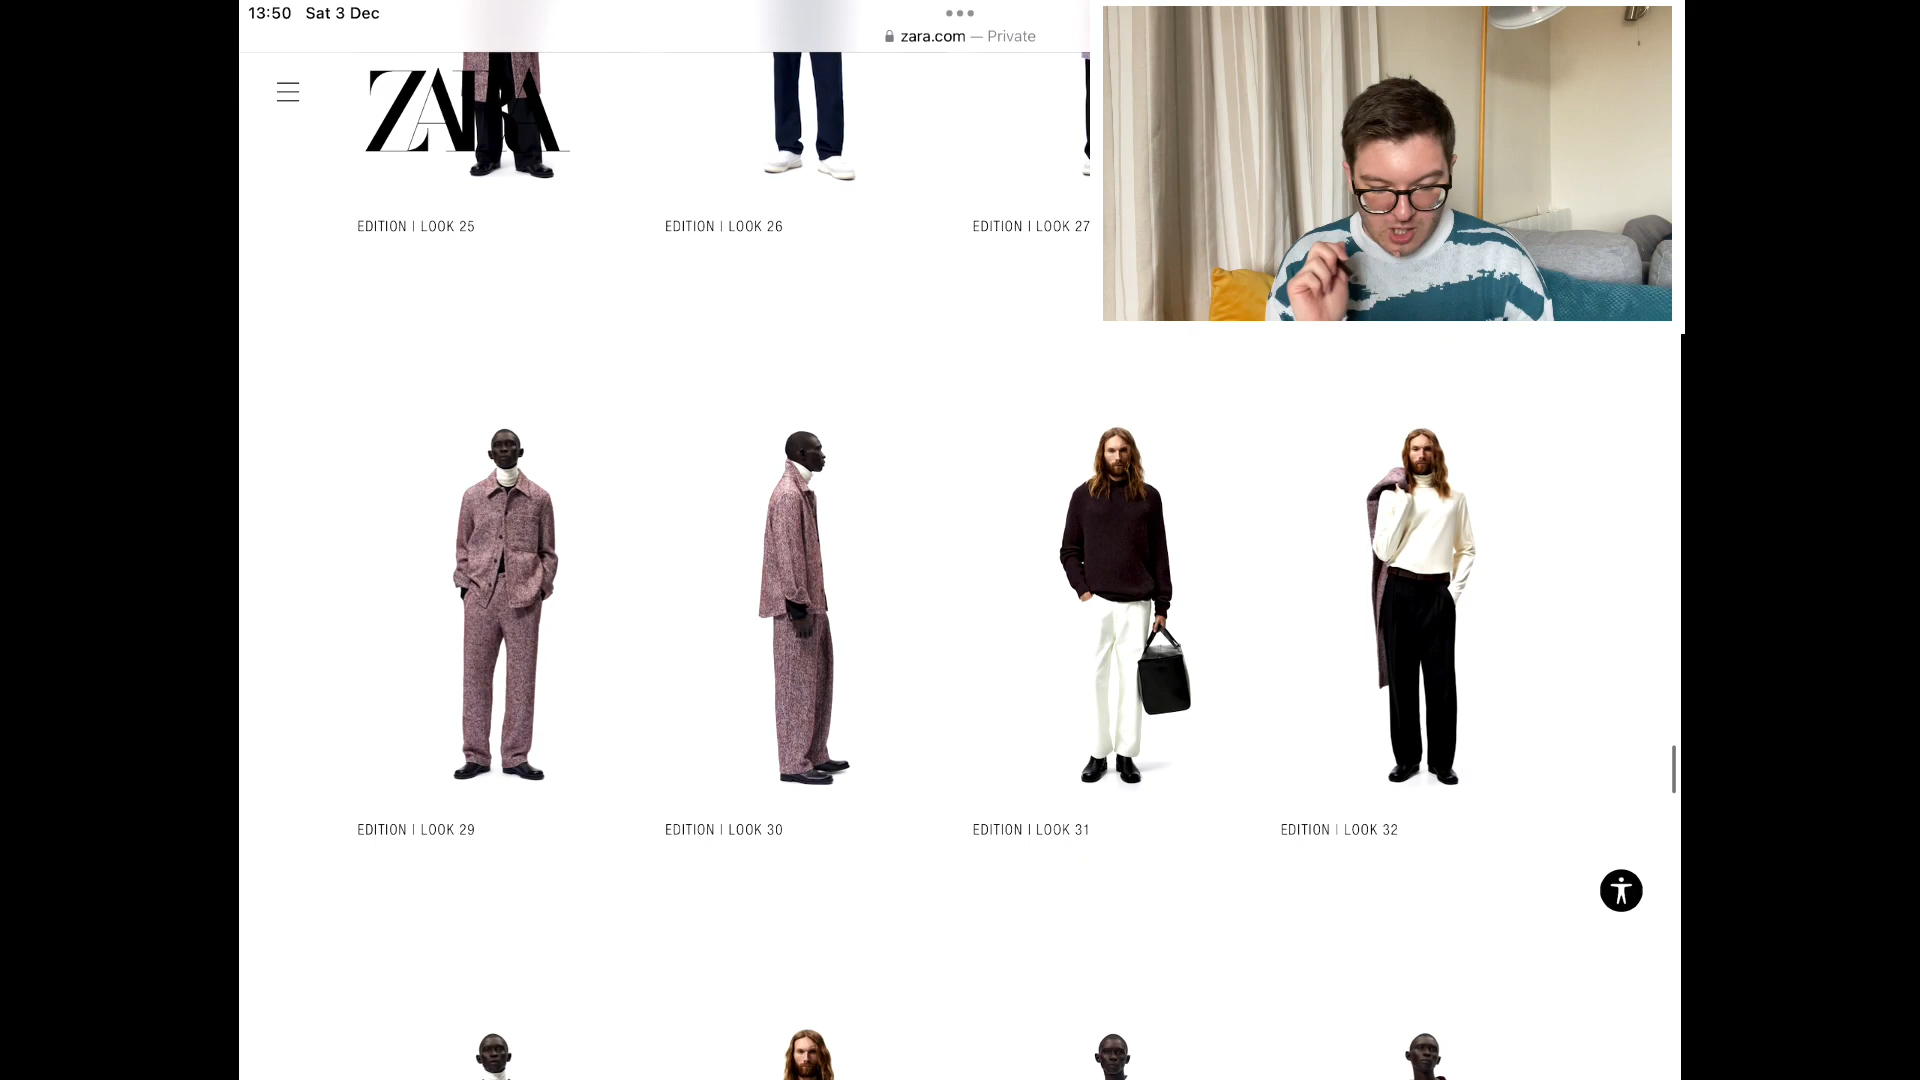 13:50 Sat 3 Dec
zara.com — Private
ZARA
EDITION | LOOK 25
EDITION | LOOK 26
EDITION | LOOK 27
EDITION | LOOK 29
EDITION | LOOK 30
EDITION | LOOK 31
EDITION | LOOK 32